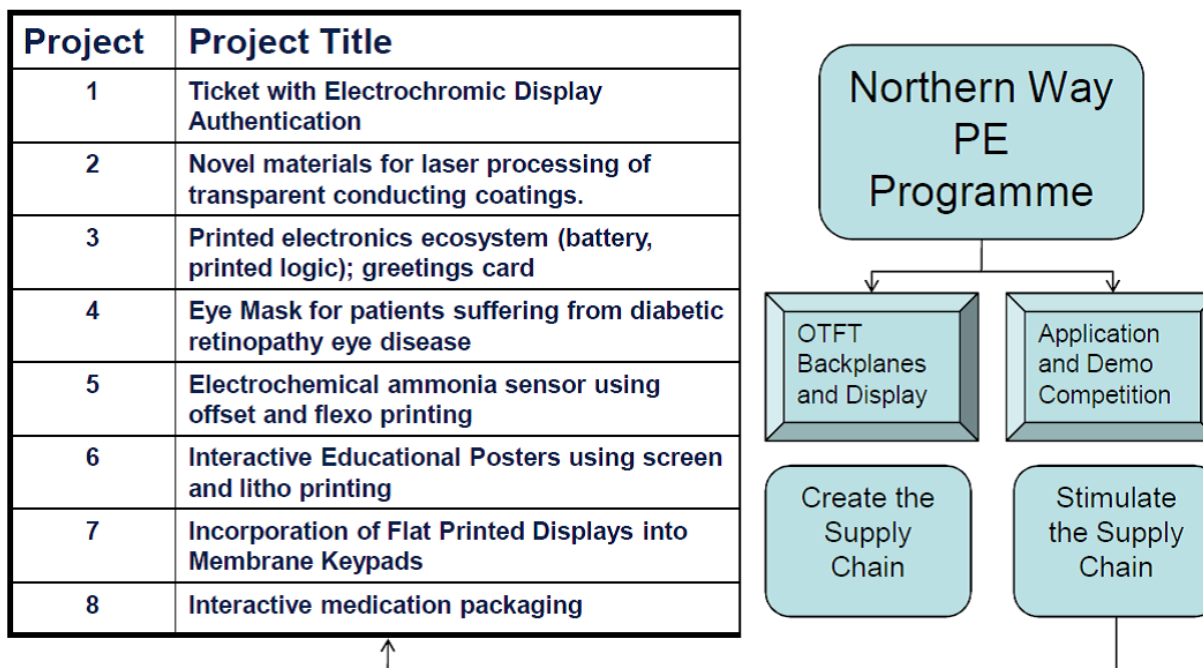 Project Project Title
1 Ticket with Electrochromic Display
Authentication
2 Novel materials for laser processing of
transparent conducting coatings.
3 Printed electronics ecosystem (battery,
printed logic); greetings card
4 Eye Mask for patients suffering from diabetic
retinopathy eye disease
5 Electrochemical ammonia sensor using
offset and flexo printing
6 Interactive Educational Posters using screen
and litho printing
7 Incorporation of Flat Printed Displays into
Membrane Keypads
8 Interactive medication packaging
Northern Way
PE
Programme
OTFT
Backplanes
and Display
Application
and Demo
Competition
Create the
Supply
Chain
Stimulate
the Supply
Chain